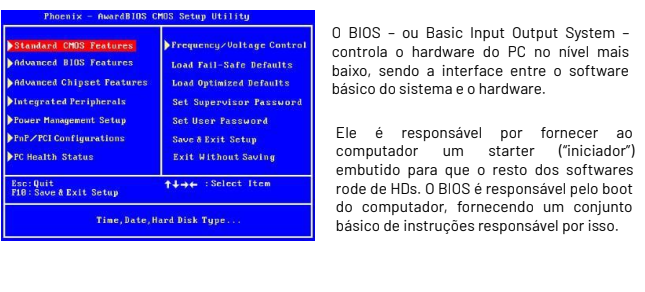 Phoenix - AwardBIOS CMOS Setup Utility
Standard CMOS Features
Advanced BIOS Features
Advanced Chipset Features
Integrated Peripherals
Power Management Setup
PnP/PCI Configurations
PC Health Status
Frequency/Voltage Control
Load Fail-Safe Defaults
Load Optimized Defaults
Set Supervisor Password
Set User Password
Save & Exit Setup
Exit Without Saving
Esc:Quit
F10:Save & Exit Setup
↑↓→← :Select Item
Time,Date,Hard Disk Type...
O BIOS – ou Basic Input Output System –
controla o hardware do PC no nível mais
baixo, sendo a interface entre o software
básico do sistema e o hardware.
Ele é responsável por fornecer ao
computador um starter (“iniciador”)
embutido para que o resto dos softwares
rode de HDs. O BIOS é responsável pelo boot
do computador, fornecendo um conjunto
básico de instruções responsável por isso.